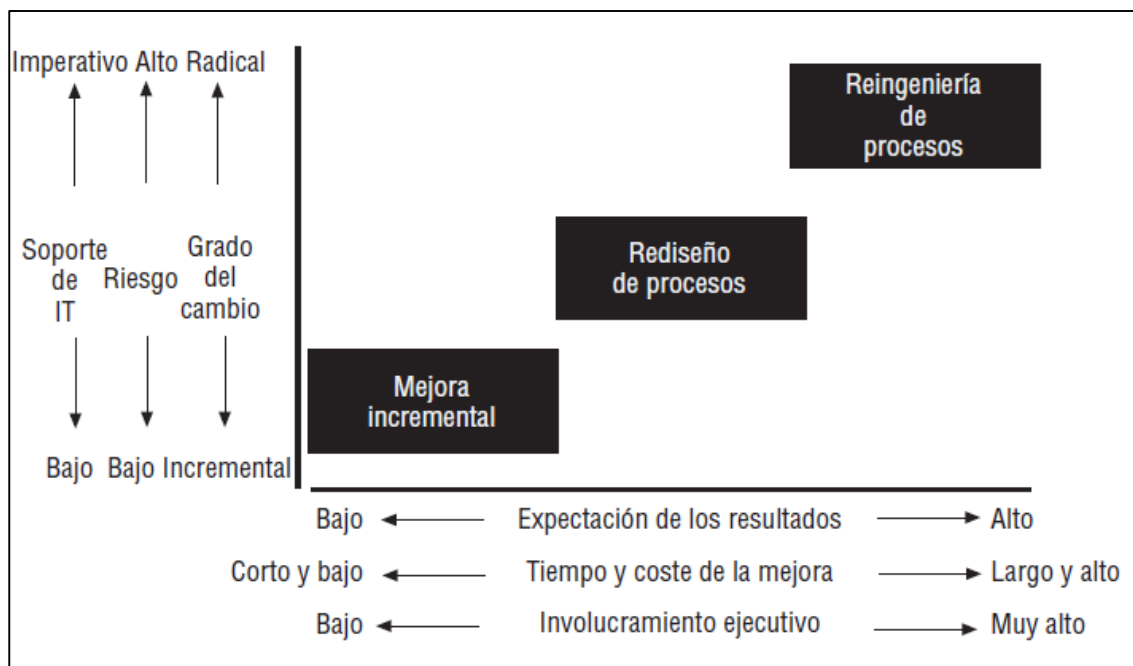 Imperativo Alto Radical
Reingeniería
de
procesos
Soporte
de
IT
Riesgo
Grado
del
cambio
Rediseño
de procesos
Mejora
incremental
Bajo Bajo Incremental
Bajo Expectación de los resultados Alto
Corto y bajo Tiempo y coste de la mejora Largo y alto
Bajo Involucramiento ejecutivo Muy alto